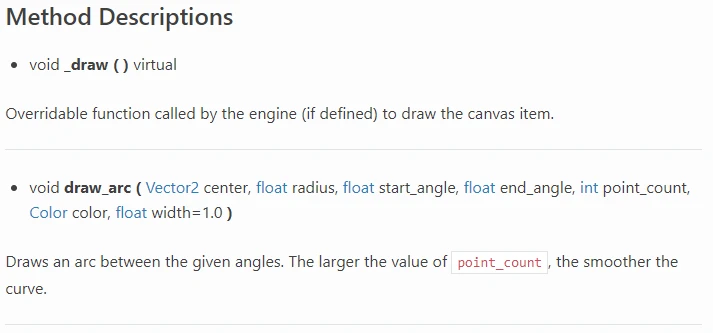 Method Descriptions
• void _draw ( ) virtual
Overridable function called by the engine (if defined) to draw the canvas item.
• void draw_arc ( Vector2 center, float radius, float start_angle, float end_angle, int point_count,
Color color, float width=1.0 )
Draws an arc between the given angles. The larger the value of point_count, the smoother the
curve.